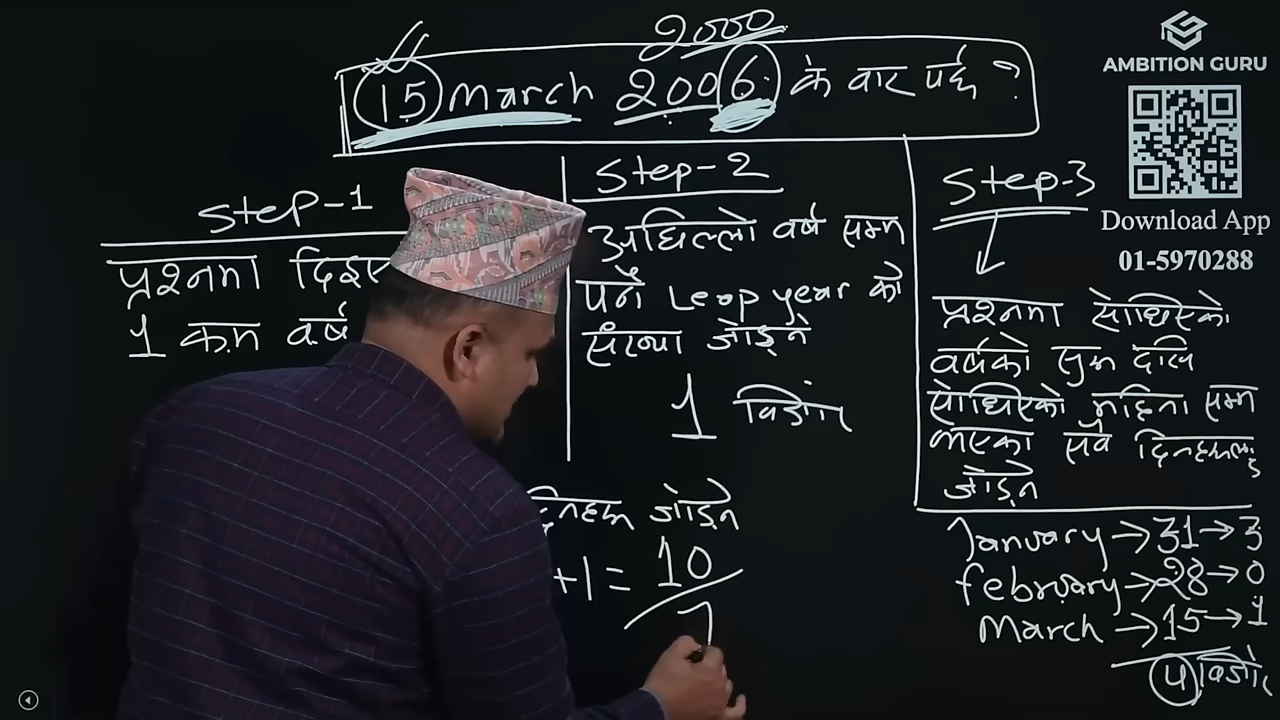 2000
15 March 2006 के वार पर्छ ?
AMBITION GURU
Download App
01-5970288
Step-1
प्रश्नमा दिइए
1 कम वर्ष
Step-2
अघिल्लो वर्ष सम्म
पर्ने Leap year को
संख्या जोड्ने
1 विजोर
Step-3
प्रश्नमा सोधिएको
वर्षको सुरु देखि
सोधिएको महिना सम्म
भएका सबै दिनहरुलाई
जोड्ने
January → 31 → 3
february → 28 → 0
March → 15 → 1
4 विजोर
जोड्ने
+1 = 10
7